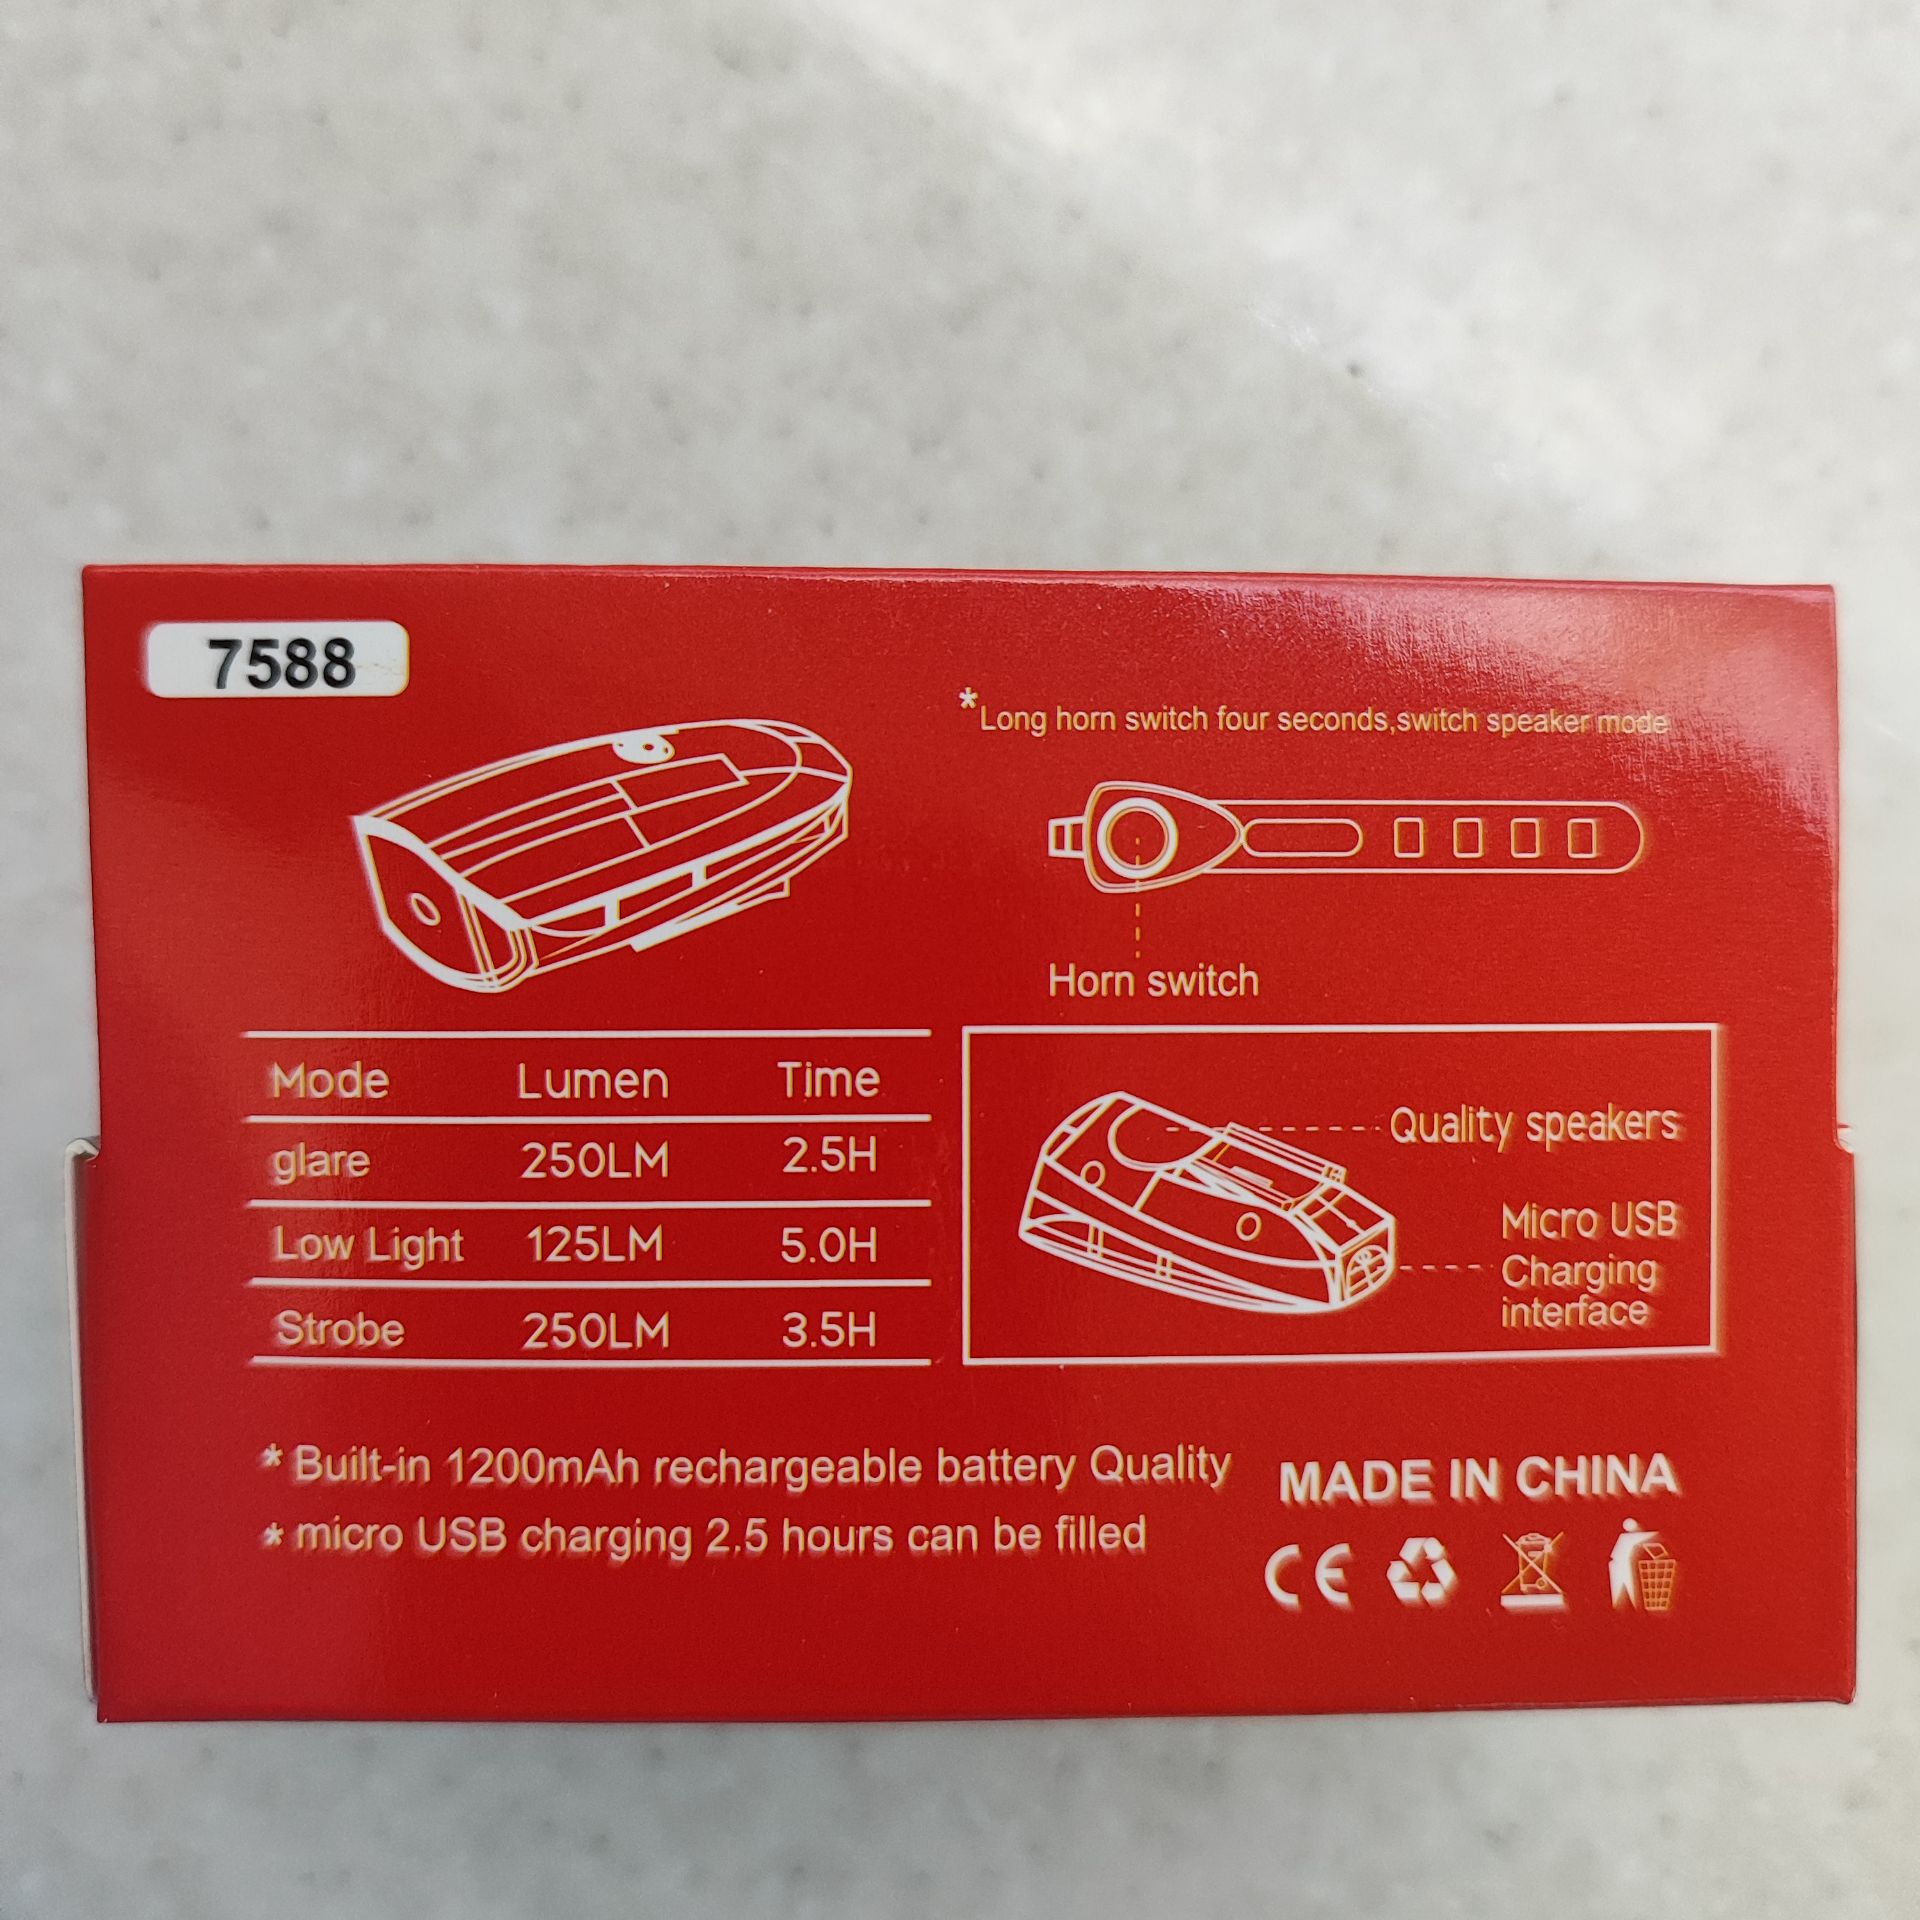 7588
*Long horn switch four seconds,switch speaker mode
Horn switch
Mode Lumen Time
glare 250LM 2.5H
Low Light 125LM 5.0H
Strobe 250LM 3.5H
Quality speakers
Micro USB
Charging
interface
* Built-in 1200mAh rechargeable battery Quality
* micro USB charging 2.5 hours can be filled
MADE IN CHINA
CE